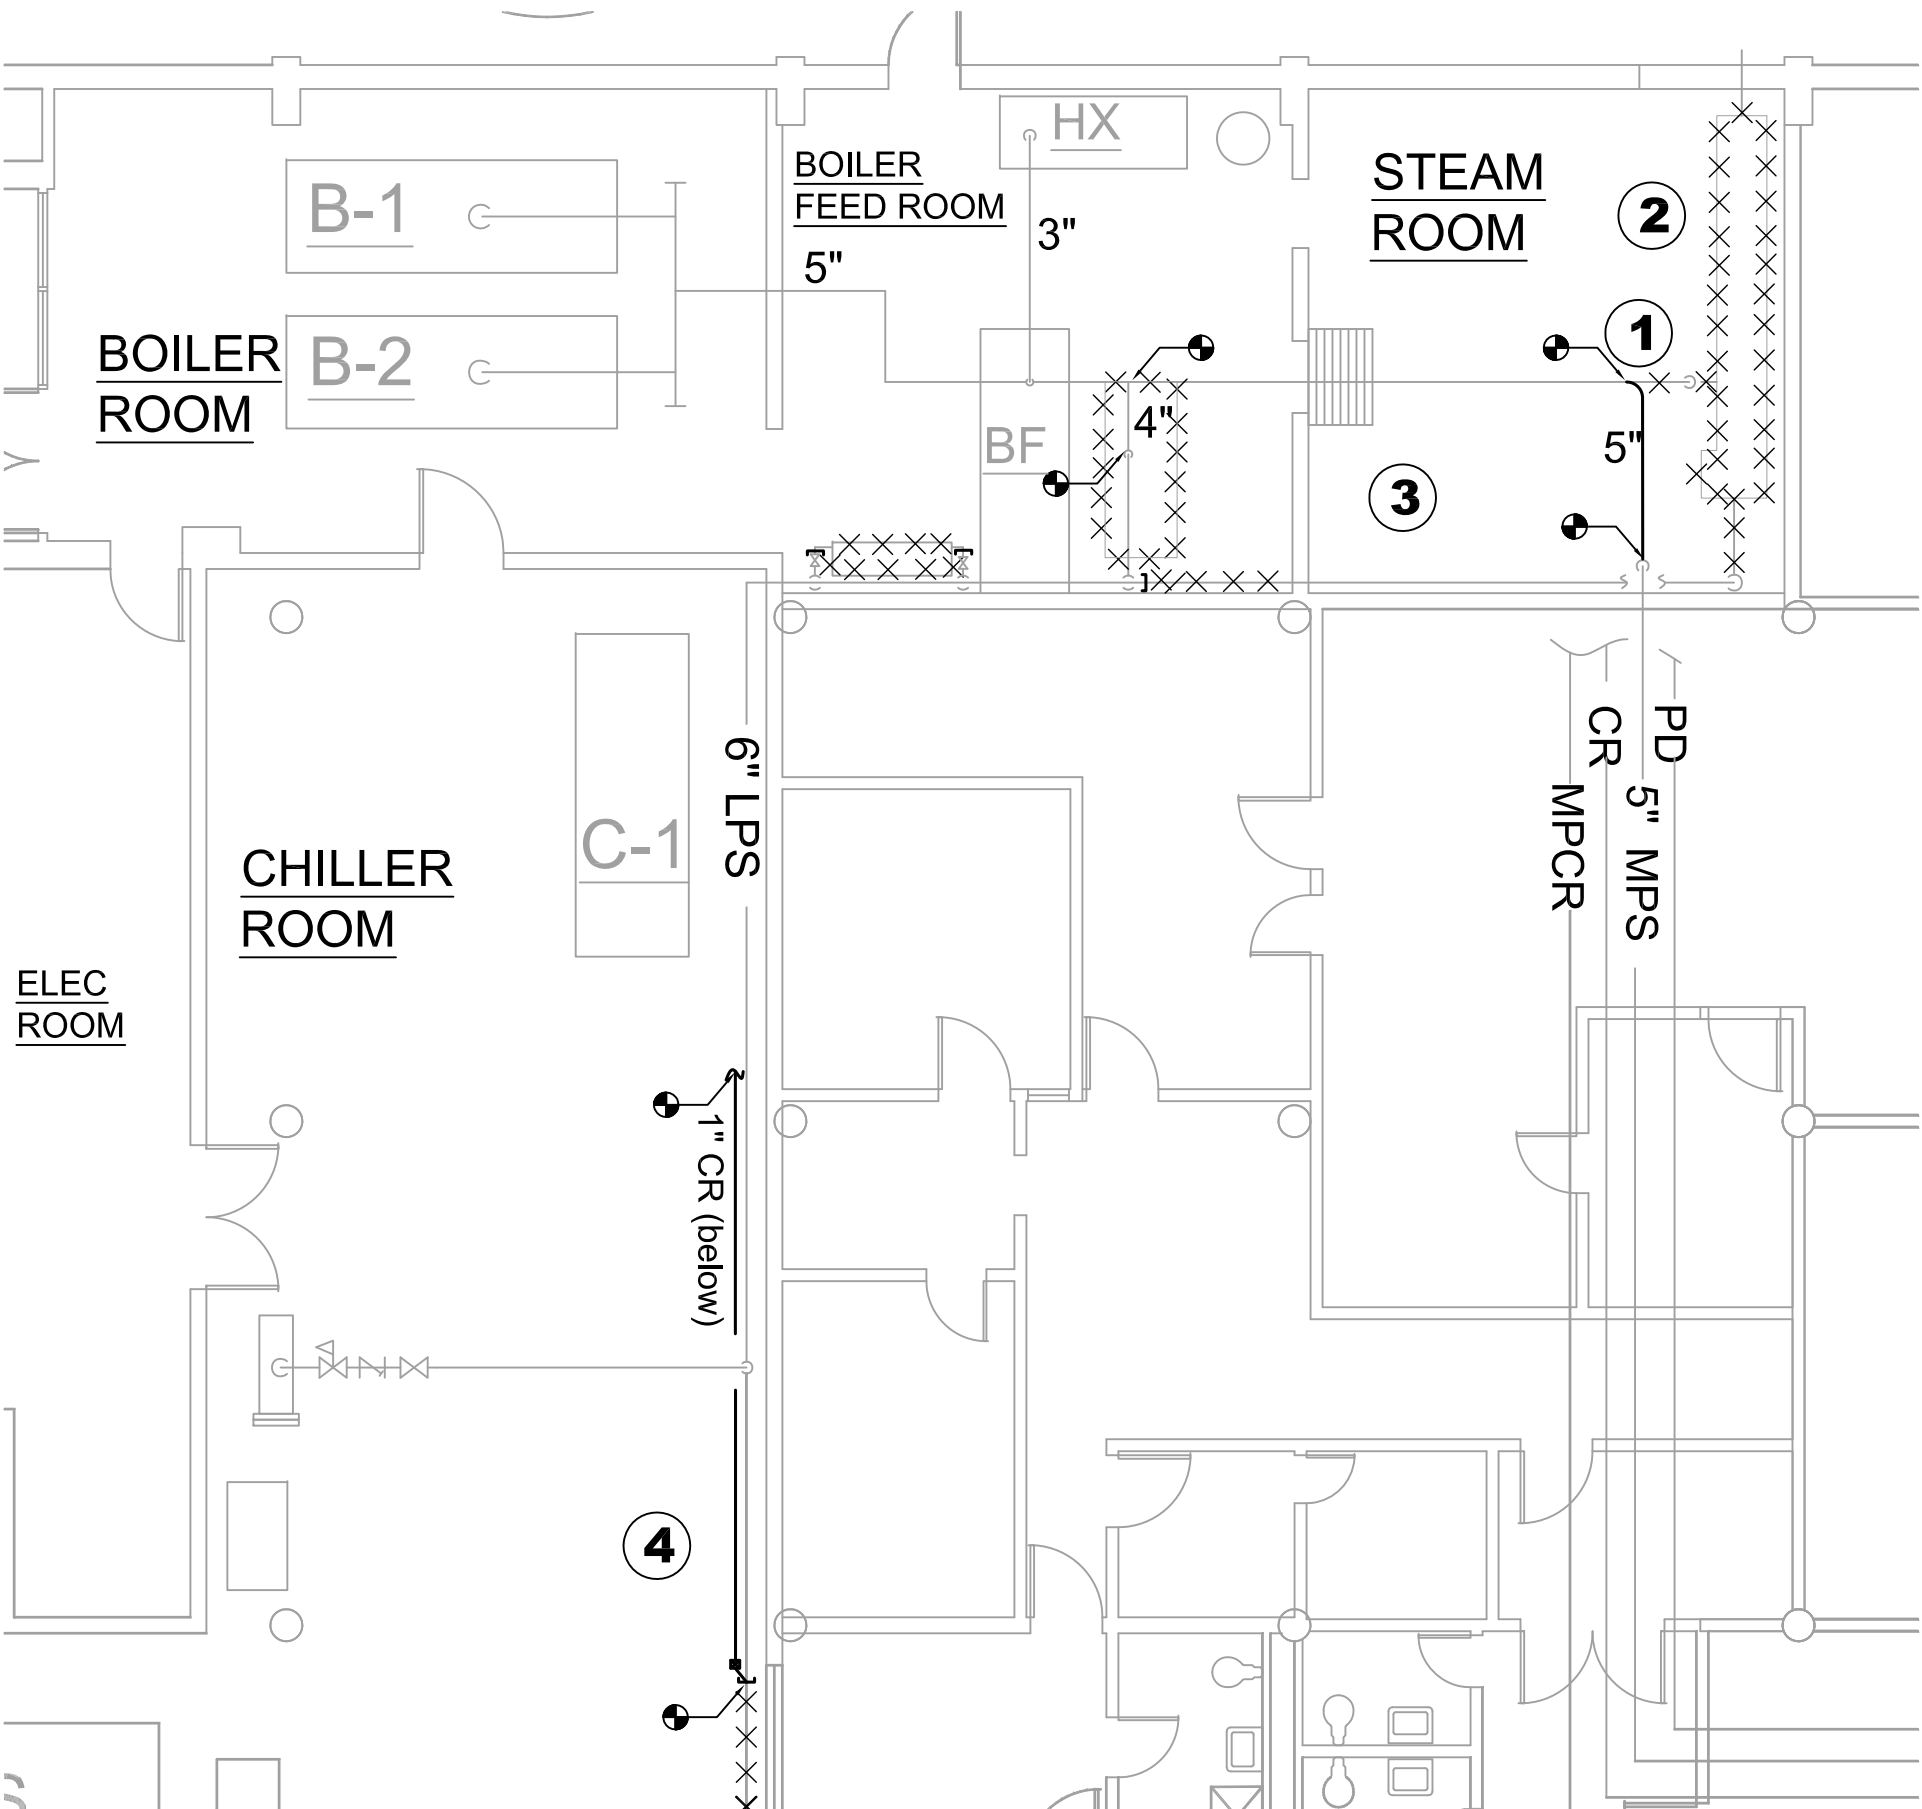 HX
BOILER
FEED ROOM
STEAM
ROOM
2
B-1
3"
5"
1
BOILER
ROOM
B-2
4"
5"
BF
3
CR
PD
6" LPS
MPCR
5" MPS
C-1
CHILLER
ROOM
ELEC
ROOM
1" CR (below)
4